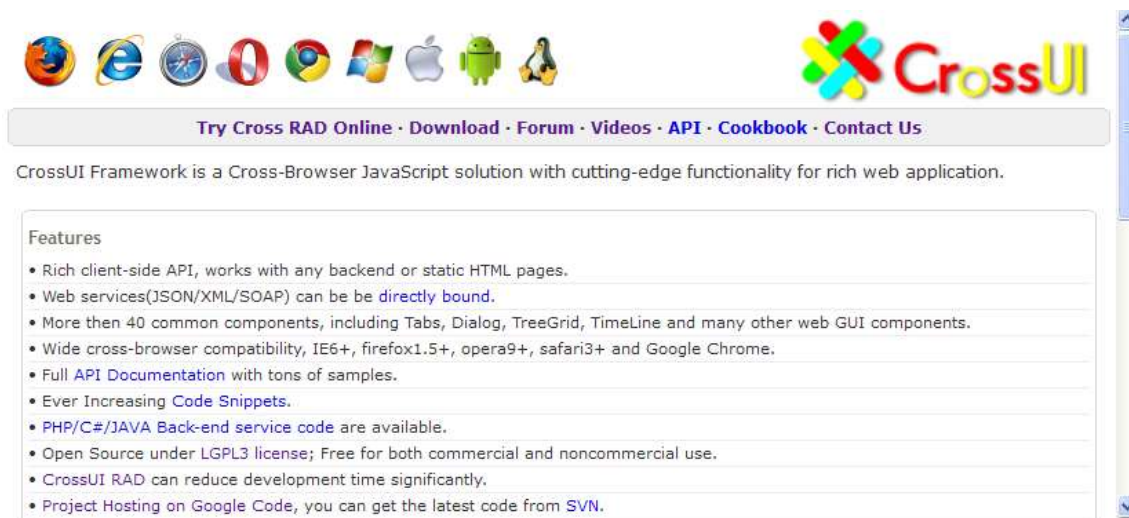 CrossUI
Try Cross RAD Online · Download · Forum · Videos · API · Cookbook · Contact Us
CrossUI Framework is a Cross-Browser JavaScript solution with cutting-edge functionality for rich web application.
Features
• Rich client-side API, works with any backend or static HTML pages.
• Web services(JSON/XML/SOAP) can be be directly bound.
• More then 40 common components, including Tabs, Dialog, TreeGrid, TimeLine and many other web GUI components.
• Wide cross-browser compatibility, IE6+, firefox1.5+, opera9+, safari3+ and Google Chrome.
• Full API Documentation with tons of samples.
• Ever Increasing Code Snippets.
• PHP/C#/JAVA Back-end service code are available.
• Open Source under LGPL3 license; Free for both commercial and noncommercial use.
• CrossUI RAD can reduce development time significantly.
• Project Hosting on Google Code, you can get the latest code from SVN.